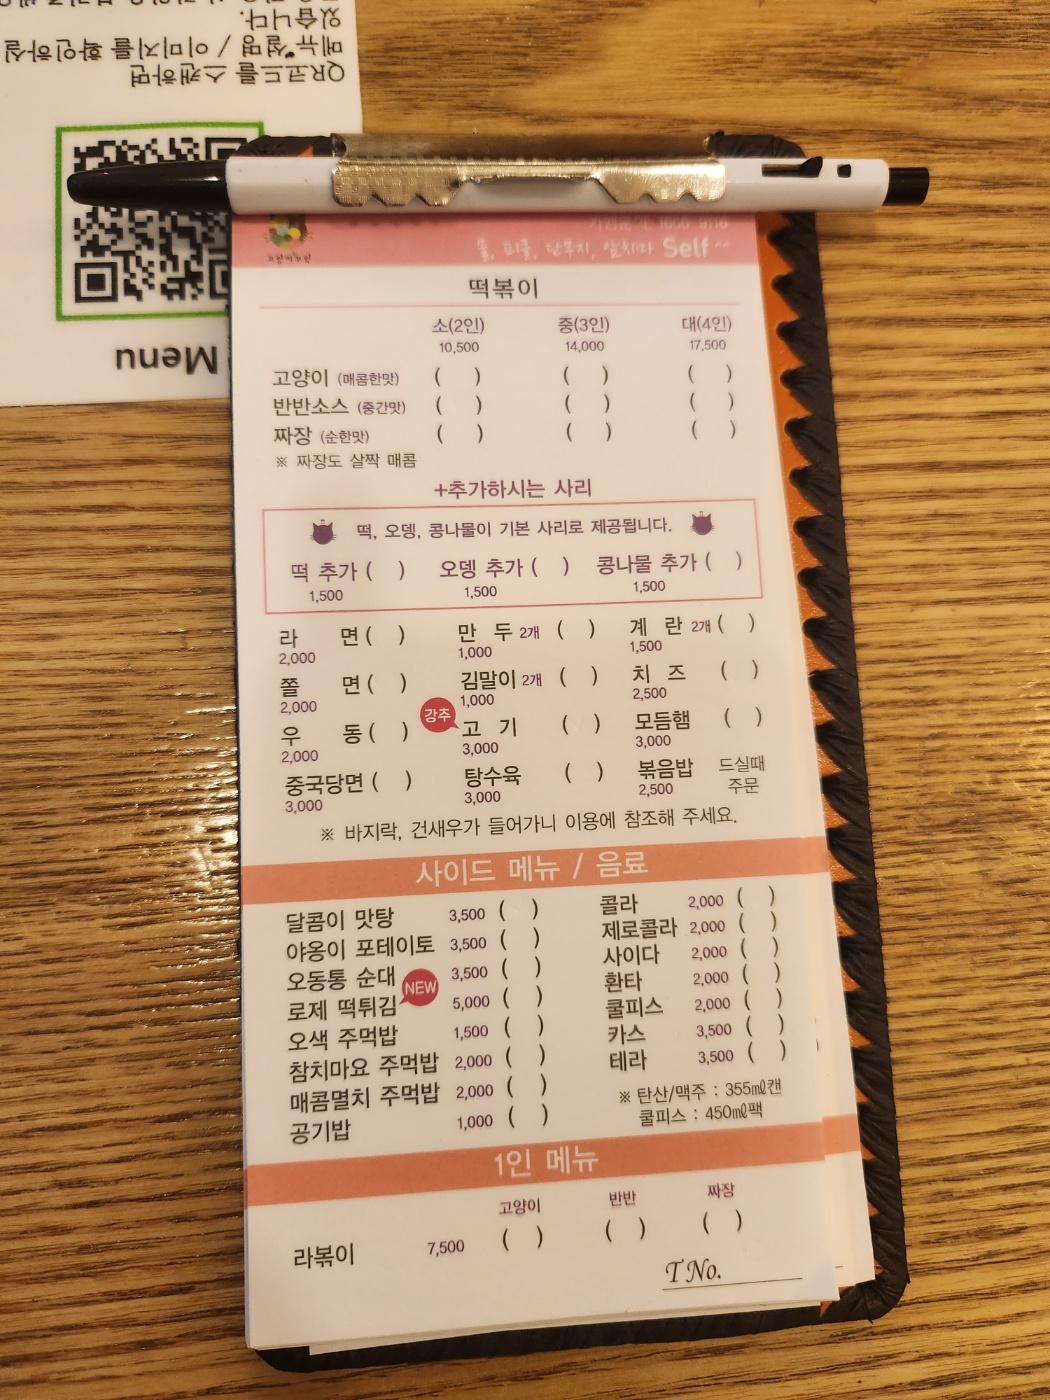 QR코드를 스캔하면
메뉴 설명 / 이미지를 확인하실
있습니다.
Menu
물, 피클, 단무지, 앞치마 Self~~
떡볶이
소(2인) 중(3인) 대(4인)
10,500 14,000 17,500
고양이 (매콤한맛) ( ) ( ) ( )
반반소스 (중간맛) ( ) ( ) ( )
짜장 (순한맛) ( ) ( ) ( )
※ 짜장도 살짝 매콤
+추가하시는 사리
떡, 오뎅, 콩나물이 기본 사리로 제공됩니다.
떡 추가 ( ) 오뎅 추가 ( ) 콩나물 추가 ( )
1,500 1,500 1,500
라 면 ( ) 만 두 2개 ( ) 계 란 2개 ( )
2,000 1,000 1,500
쫄 면 ( ) 김말이 2개 ( ) 치 즈 ( )
2,000 1,000 2,500
강추
우 동 ( ) 고 기 ( ) 모듬햄 ( )
2,000 3,000 3,000
중국당면 ( ) 탕수육 ( ) 볶음밥 드실때
3,000 3,000 2,500 주문
※ 바지락, 건새우가 들어가니 이용에 참조해 주세요.
사이드 메뉴 / 음료
달콤이 맛탕 3,500 ( ) 콜라 2,000 ( )
야옹이 포테이토 3,500 ( ) 제로콜라 2,000 ( )
오동통 순대 3,500 ( ) 사이다 2,000 ( )
로제 떡튀김 NEW 5,000 ( ) 환타 2,000 ( )
오색 주먹밥 1,500 ( ) 쿨피스 2,000 ( )
참치마요 주먹밥 2,000 ( ) 카스 3,500 ( )
매콤멸치 주먹밥 2,000 ( ) 테라 3,500 ( )
공기밥 1,000 ( )
※ 탄산/맥주 : 355㎖캔
쿨피스 : 450㎖팩
1인 메뉴
고양이 반반 짜장
라볶이 7,500 ( ) ( ) ( )
T No.